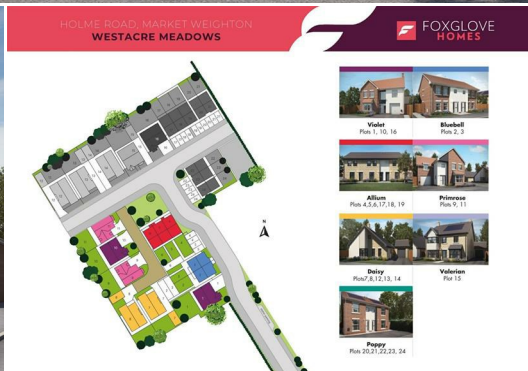 HOLME ROAD, MARKET WEIGHTON
WESTACRE MEADOWS
FOXGLOVE
HOMES
Violet
Plots 1, 10, 16
Bluebell
Plots 2, 3
Allium
Plots 4,5,6,17,18, 19
Primrose
Plots 9, 11
N
Daisy
Plots7,8,12,13, 14
Valerian
Plot 15
Poppy
Plots 20,21,22,23, 24